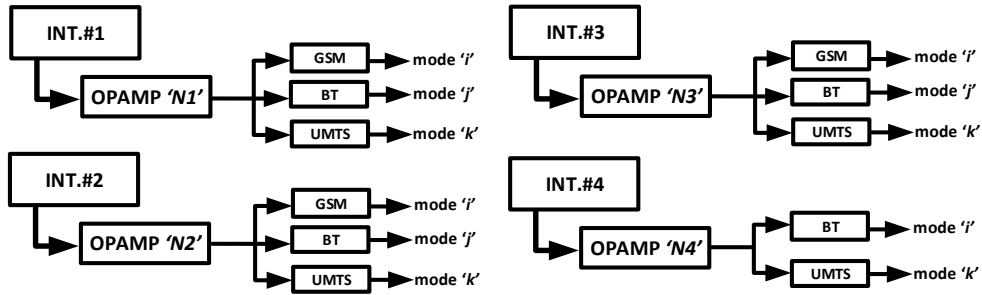 INT.#1
OPAMP 'N1'
GSM
mode 'i'
BT
mode 'j'
UMTS
mode 'k'
INT.#3
OPAMP 'N3'
GSM
mode 'i'
BT
mode 'j'
UMTS
mode 'k'
INT.#2
OPAMP 'N2'
GSM
mode 'i'
BT
mode 'j'
UMTS
mode 'k'
INT.#4
OPAMP 'N4'
BT
mode 'i'
UMTS
mode 'k'